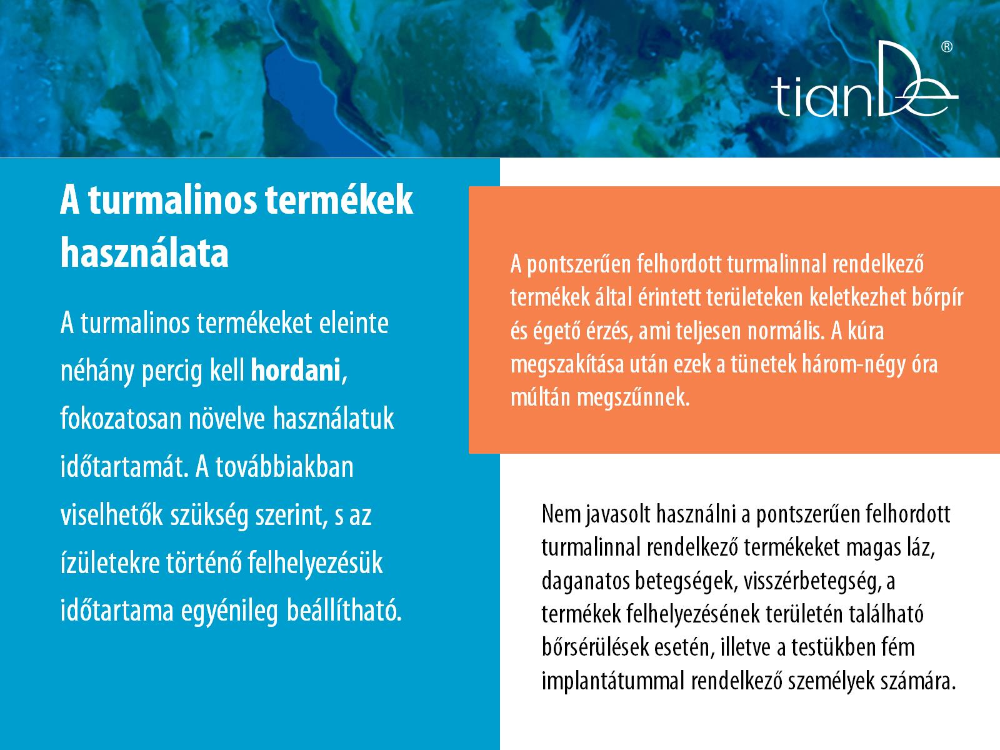 tianDe®
A turmalinos termékek
használata
A turmalinos termékeket eleinte
néhány percig kell hordani,
fokozatosan növelve használatuk
időtartamát. A továbbiakban
viselhetők szükség szerint, s az
ízületekre történő felhelyezésük
időtartama egyénileg beállítható.
A pontszerűen felhordott turmalinnal rendelkező
termékek által érintett területeken keletkezhet bőrpír
és égető érzés, ami teljesen normális. A kúra
megszakítása után ezek a tünetek három-négy óra
múltán megszűnnek.
Nem javasolt használni a pontszerűen felhordott
turmalinnal rendelkező termékeket magas láz,
daganatos betegségek, visszérbetegség, a
termékek felhelyezésének területén található
bőrsérülések esetén, illetve a testükben fém
implantátummal rendelkező személyek számára.